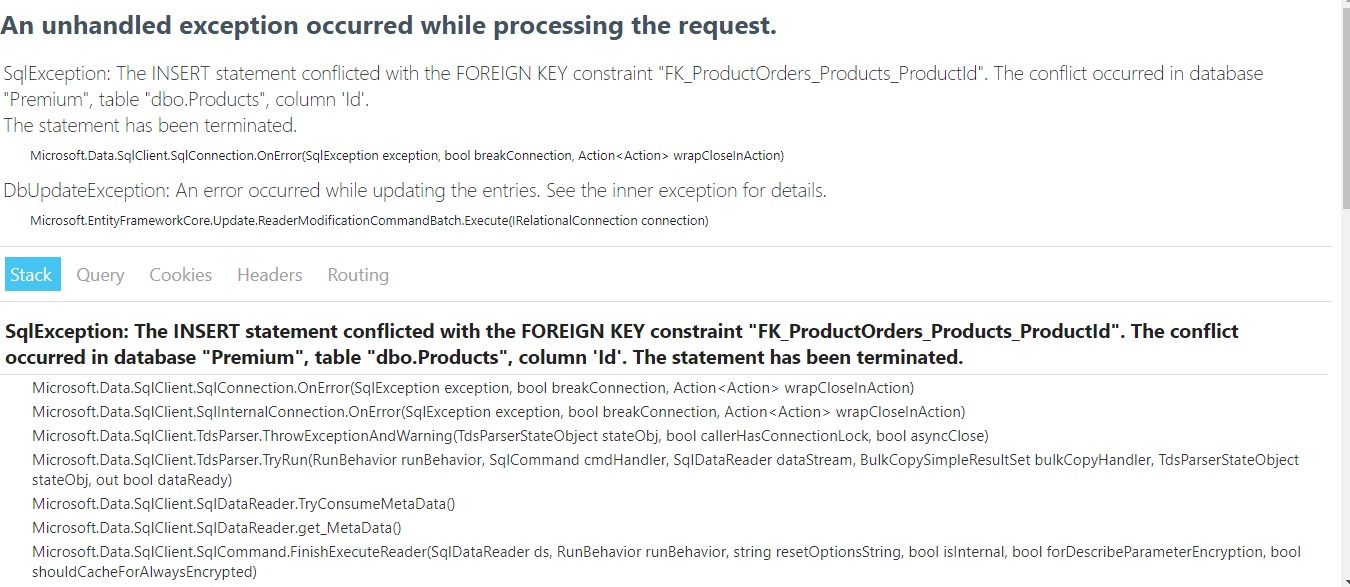 An unhandled exception occurred while processing the request.
SqlException: The INSERT statement conflicted with the FOREIGN KEY constraint "FK_ProductOrders_Products_ProductId". The conflict occurred in database
"Premium", table "dbo.Products", column 'Id'.
The statement has been terminated.
Microsoft.Data.SqlClient.SqlConnection.OnError(SqlException exception, bool breakConnection, Action<Action> wrapCloseInAction)
DbUpdateException: An error occurred while updating the entries. See the inner exception for details.
Microsoft.EntityFrameworkCore.Update.ReaderModificationCommandBatch.Execute(IRelationalConnection connection)
Stack Query Cookies Headers Routing
SqlException: The INSERT statement conflicted with the FOREIGN KEY constraint "FK_ProductOrders_Products_ProductId". The conflict
occurred in database "Premium", table "dbo.Products", column 'Id'. The statement has been terminated.
Microsoft.Data.SqlClient.SqlConnection.OnError(SqlException exception, bool breakConnection, Action<Action> wrapCloseInAction)
Microsoft.Data.SqlClient.SqlInternalConnection.OnError(SqlException exception, bool breakConnection, Action<Action> wrapCloseInAction)
Microsoft.Data.SqlClient.TdsParser.ThrowExceptionAndWarning(TdsParserStateObject stateObj, bool callerHasConnectionLock, bool asyncClose)
Microsoft.Data.SqlClient.TdsParser.TryRun(RunBehavior runBehavior, SqlCommand cmdHandler, SqlDataReader dataStream, BulkCopySimpleResultSet bulkCopyHandler, TdsParserStateObject
stateObj, out bool dataReady)
Microsoft.Data.SqlClient.SqlDataReader.TryConsumeMetaData()
Microsoft.Data.SqlClient.SqlDataReader.get_MetaData()
Microsoft.Data.SqlClient.SqlCommand.FinishExecuteReader(SqlDataReader ds, RunBehavior runBehavior, string resetOptionsString, bool isInternal, bool forDescribeParameterEncryption, bool
shouldCacheForAlwaysEncrypted)